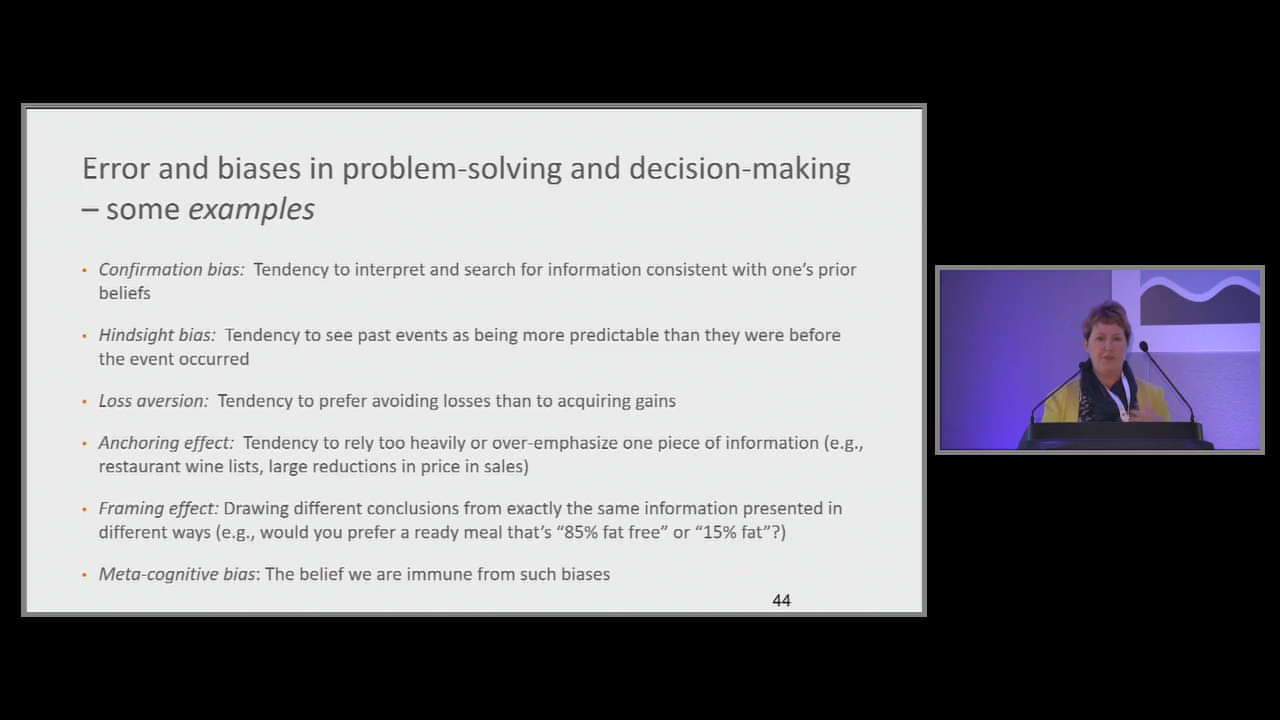 Error and biases in problem-solving and decision-making
– some examples
• Confirmation bias: Tendency to interpret and search for information consistent with one's prior
beliefs
• Hindsight bias: Tendency to see past events as being more predictable than they were before
the event occurred
• Loss aversion: Tendency to prefer avoiding losses than to acquiring gains
• Anchoring effect: Tendency to rely too heavily or over-emphasize one piece of information (e.g.,
restaurant wine lists, large reductions in price in sales)
• Framing effect: Drawing different conclusions from exactly the same information presented in
different ways (e.g., would you prefer a ready meal that's “85% fat free” or “15% fat”?)
• Meta-cognitive bias: The belief we are immune from such biases
44